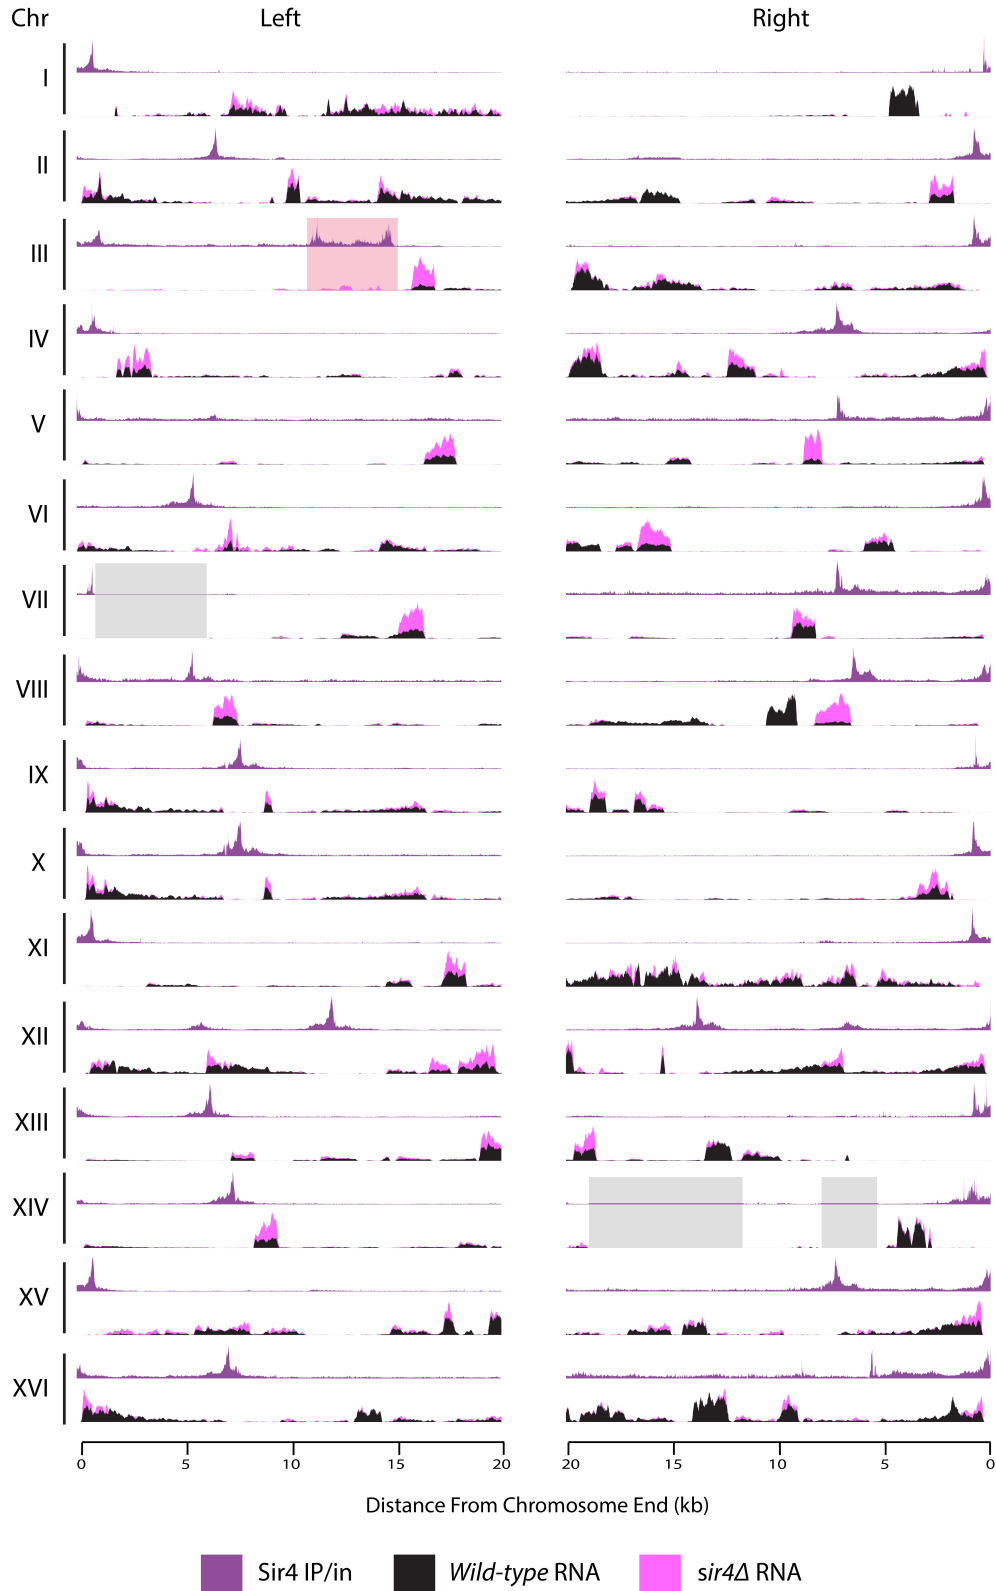 Chr Left Right
I
II
III
IV
V
VI
VII
VIII
IX
X
XI
XII
XIII
XIV
XV
XVI
0 5 10 15 20 20 15 10 5 0
Distance From Chromosome End (kb)
Sir4 IP/in Wild-type RNA sir4Δ RNA